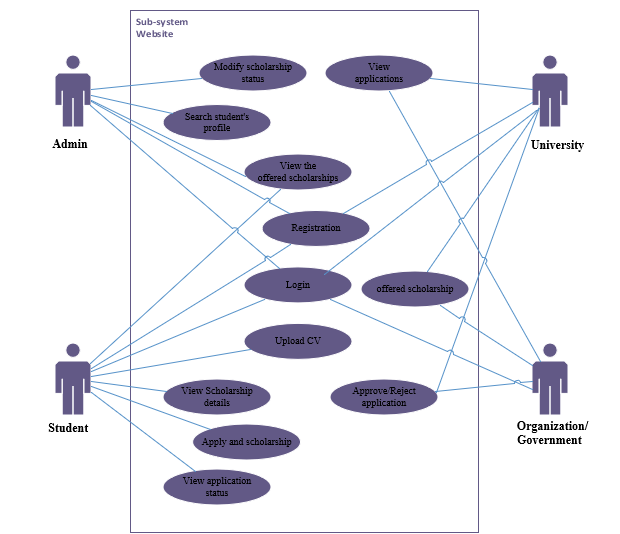 Sub-system
Website
Modify scholarship
status
View
applications
Search student's
profile
Admin
University
View the
offered scholarships
Registration
Login
offered scholarship
Upload CV
View Scholarship
details
Approve/Reject
application
Student
Organization/
Government
Apply and scholarship
View application
status